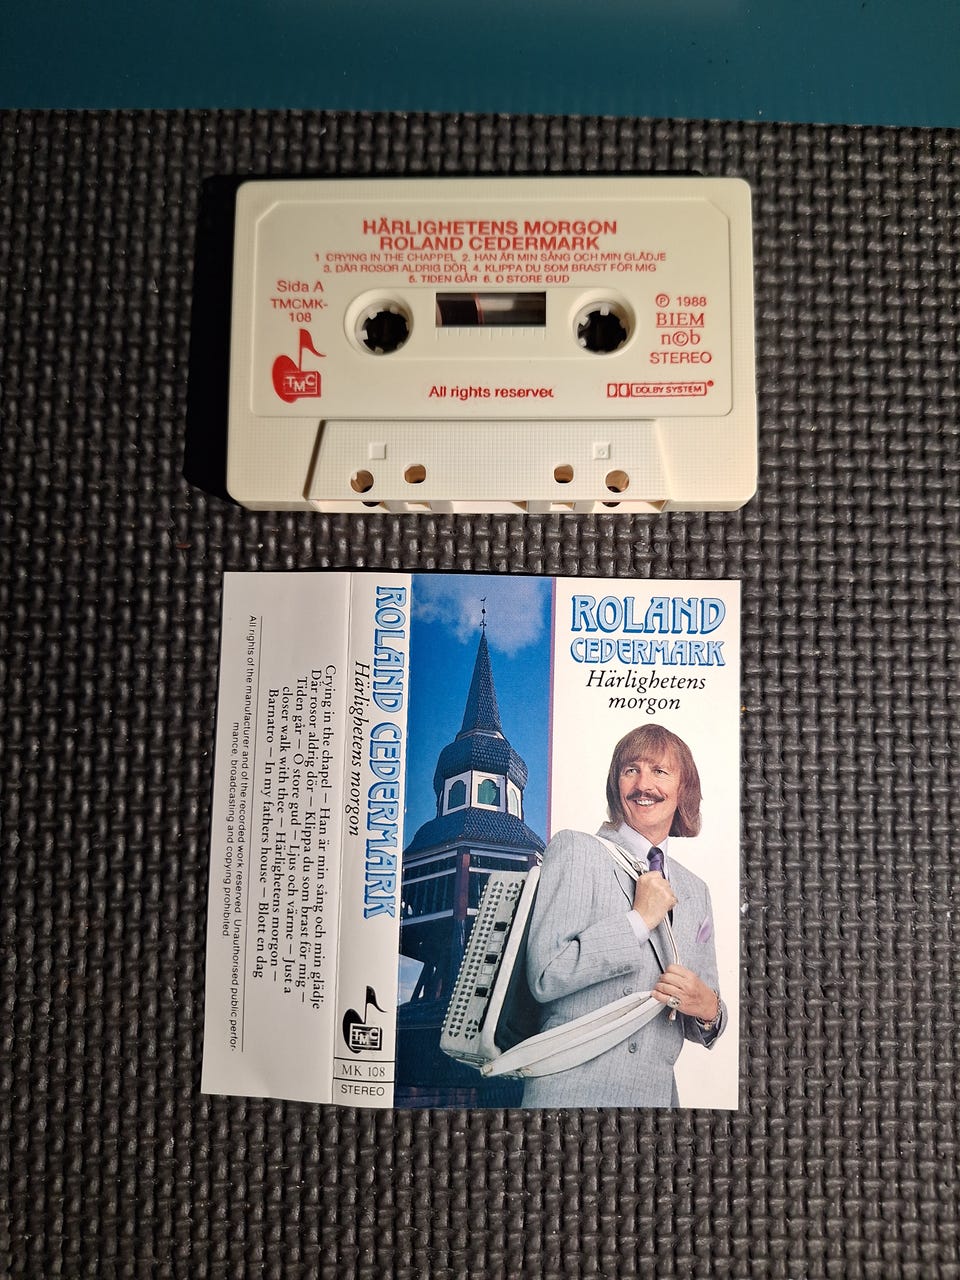 HÄRLIGHETENS MORGON
ROLAND CEDERMARK
1 CRYING IN THE CHAPPEL 2. HAN ÄR MIN SÅNG OCH MIN GLÄDJE
3. DÄR ROSOR ALDRIG DÖR 4. KLIPPA DU SOM BRAST FÖR MIG
5. TIDEN GÅR 6. O STORE GUD
Sida A
TMCMK-
108
TMC
℗ 1988
BIEM
n©b
STEREO
All rights reserved
DOLBY SYSTEM®
ROLAND
CEDERMARK
Härlighetens
morgon
ROLAND CEDERMARK
Härlighetens morgon
TMC
MK 108
STEREO
Crying in the chapel – Han är min sång och min glädje
Där rosor aldrig dör – Klippa du som brast för mig –
Tiden går – O store gud – Ljus och värme – Just a
closer walk with thee – Härlighetens morgon –
Barnatro – In my fathers house – Blott en dag
All rights of the manufacturer and of the recorded work reserved. Unauthorised public perfor-
mance, broadcasting and copying prohibited